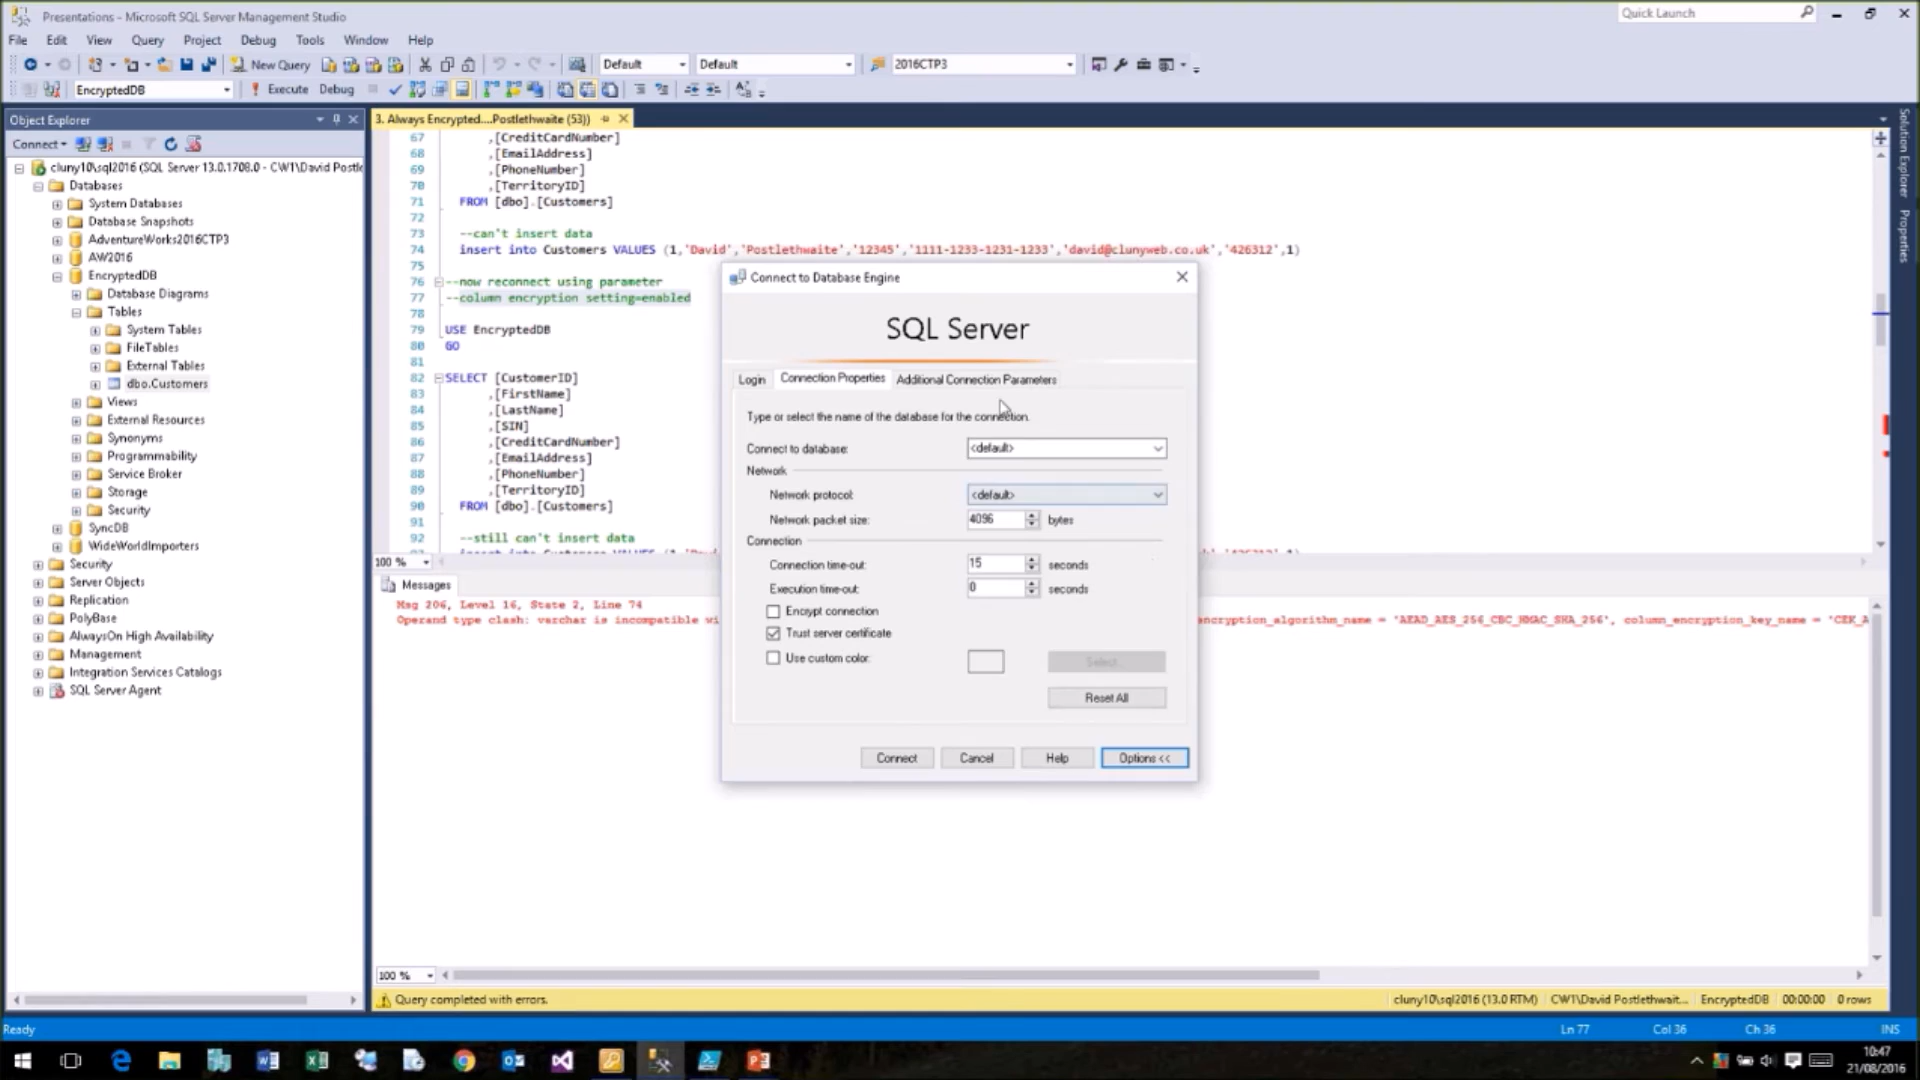 Presentations - Microsoft SQL Server Management Studio
Quick Launch
File Edit View Query Project Debug Tools Window Help
New Query Default Default 2016CTP3
EncryptedDB Execute Debug
Object Explorer
Connect
cluny10\sql2016 (SQL Server 13.0.1708.0 - CW1\David Postle
Databases
System Databases
Database Snapshots
AdventureWorks2016CTP3
AW2016
EncryptedDB
Database Diagrams
Tables
System Tables
FileTables
External Tables
dbo.Customers
Views
External Resources
Synonyms
Programmability
Service Broker
Storage
Security
SyncDB
WideWorldImporters
Security
Server Objects
Replication
PolyBase
AlwaysOn High Availability
Management
Integration Services Catalogs
SQL Server Agent
3. Always Encrypted....Postlethwaite (53))
67 ,[CreditCardNumber]
68 ,[EmailAddress]
69 ,[PhoneNumber]
70 ,[TerritoryID]
71 FROM [dbo].[Customers]
72
73 --can't insert data
74 insert into Customers VALUES (1,'David','Postlethwaite','12345','1111-1233-1231-1233','david@clunyweb.co.uk','426312',1)
75
76 --now reconnect using parameter
77 --column encryption setting=enabled
78
79 USE EncryptedDB
80 GO
81
82 SELECT [CustomerID]
83 ,[FirstName]
84 ,[LastName]
85 ,[SIN]
86 ,[CreditCardNumber]
87 ,[EmailAddress]
88 ,[PhoneNumber]
89 ,[TerritoryID]
90 FROM [dbo].[Customers]
91
92 --still can't insert data
100 %
Messages
Msg 206, Level 16, State 2, Line 74
Operand type clash: varchar is incompatible wi
ncryption_algorithm_name = 'AEAD_AES_256_CBC_HMAC_SHA_256', column_encryption_key_name = 'CEK_A
100 %
Query completed with errors.
cluny10\sql2016 (13.0 RTM) CW1\David Postlethwait... EncryptedDB 00:00:00 0 rows
Connect to Database Engine
SQL Server
Login Connection Properties Additional Connection Parameters
Type or select the name of the database for the connection.
Connect to database: <default>
Network
Network protocol: <default>
Network packet size: 4096 bytes
Connection
Connection time-out: 15 seconds
Execution time-out: 0 seconds
Encrypt connection
Trust server certificate
Use custom color: Select...
Reset All
Connect Cancel Help Options <<
Solution Explorer
Properties
Ready Ln 77 Col 36 Ch 36 INS
10:47
21/08/2016